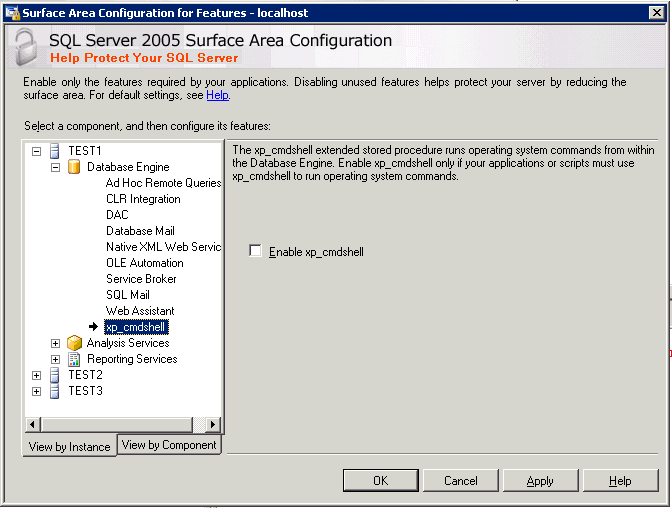 Surface Area Configuration for Features - localhost
SQL Server 2005 Surface Area Configuration
Help Protect Your SQL Server
Enable only the features required by your applications. Disabling unused features helps protect your server by reducing the
surface area. For default settings, see Help.
Select a component, and then configure its features:
TEST1
Database Engine
Ad Hoc Remote Queries
CLR Integration
DAC
Database Mail
Native XML Web Servic
OLE Automation
Service Broker
SQL Mail
Web Assistant
xp_cmdshell
Analysis Services
Reporting Services
TEST2
TEST3
View by Instance
View by Component
The xp_cmdshell extended stored procedure runs operating system commands from within
the Database Engine. Enable xp_cmdshell only if your applications or scripts must use
xp_cmdshell to run operating system commands.
Enable xp_cmdshell
OK
Cancel
Apply
Help